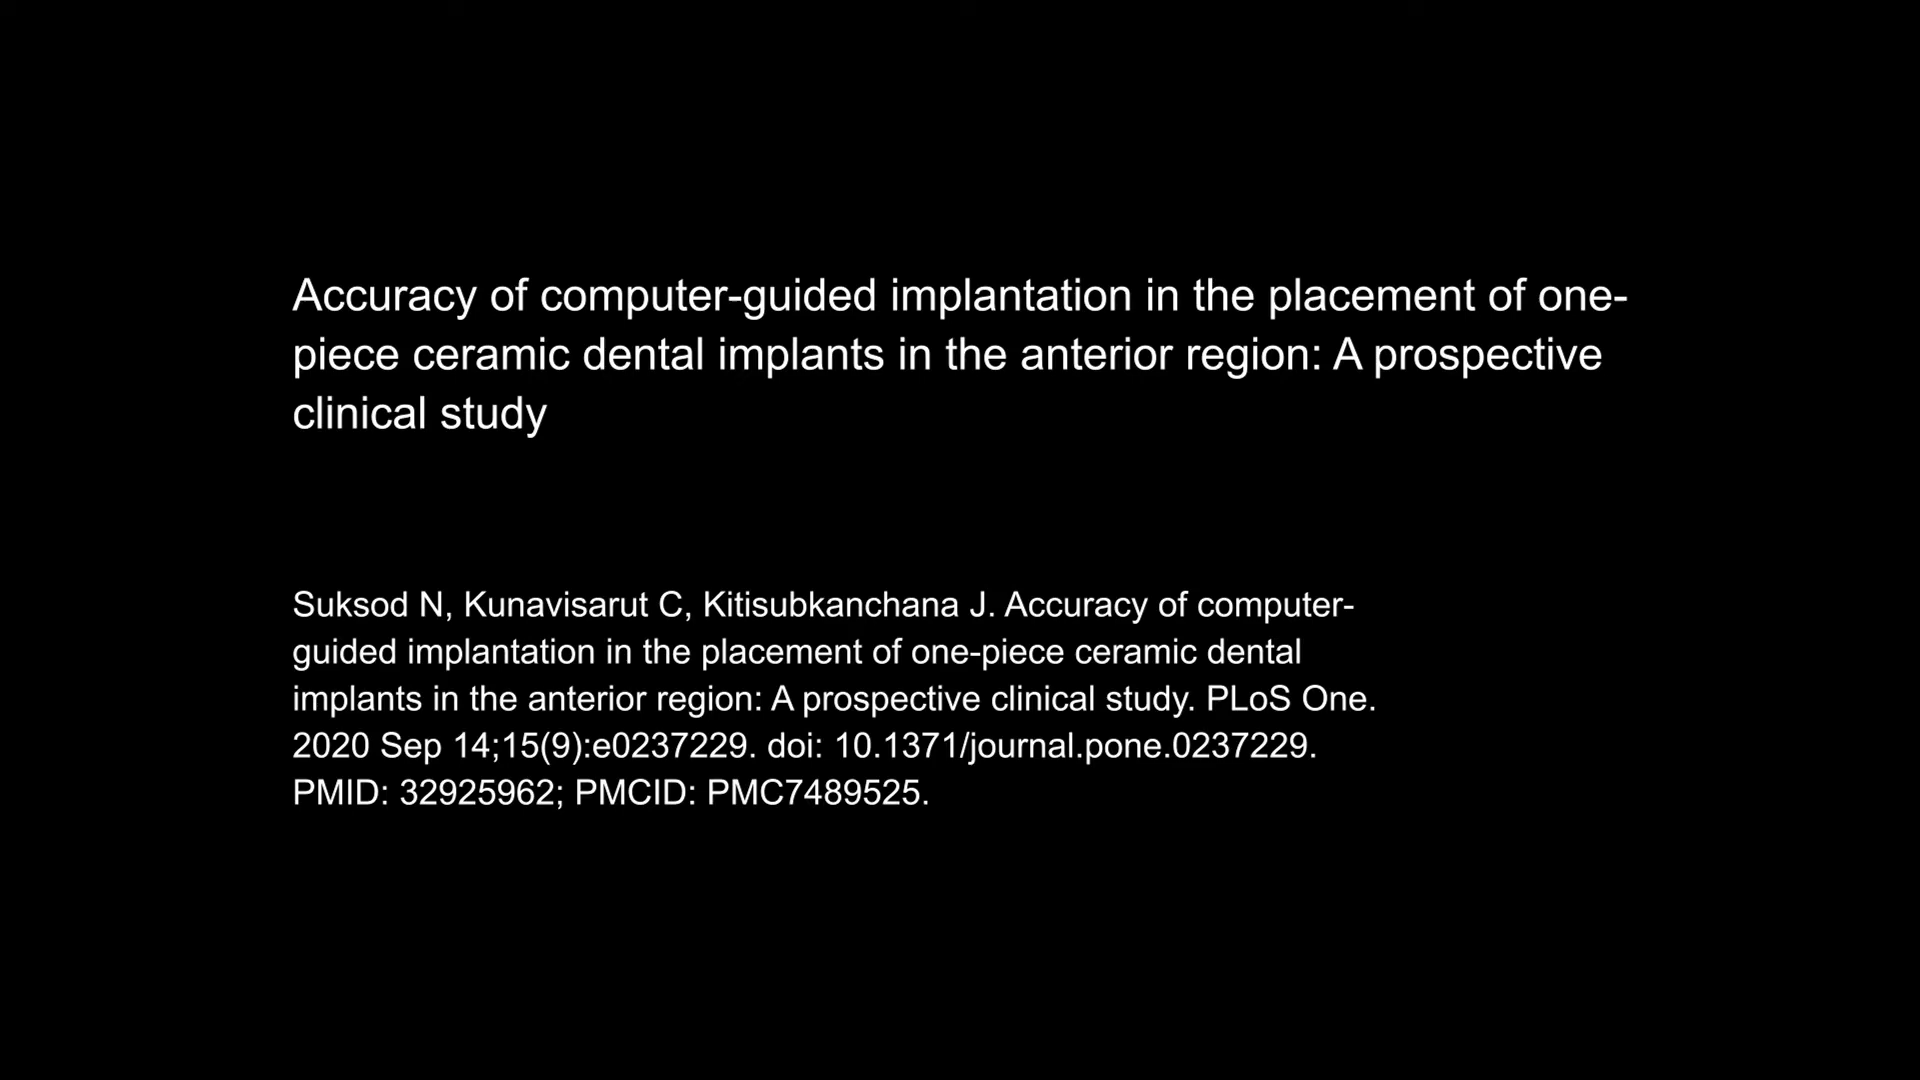 Accuracy of computer-guided implantation in the placement of one-
piece ceramic dental implants in the anterior region: A prospective
clinical study
Suksod N, Kunavisarut C, Kitisubkanchana J. Accuracy of computer-
guided implantation in the placement of one-piece ceramic dental
implants in the anterior region: A prospective clinical study. PLoS One.
2020 Sep 14;15(9):e0237229. doi: 10.1371/journal.pone.0237229.
PMID: 32925962; PMCID: PMC7489525.